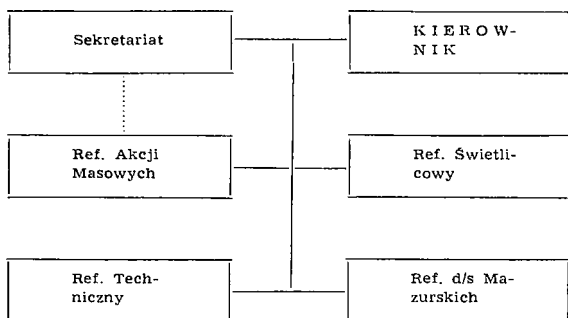 Sekretariat
K I E R O W -
N I K
Ref. Akcji
Masowych
Ref. Świetli-
cowy
Ref. Tech-
niczny
Ref. d/s Ma-
zurskich